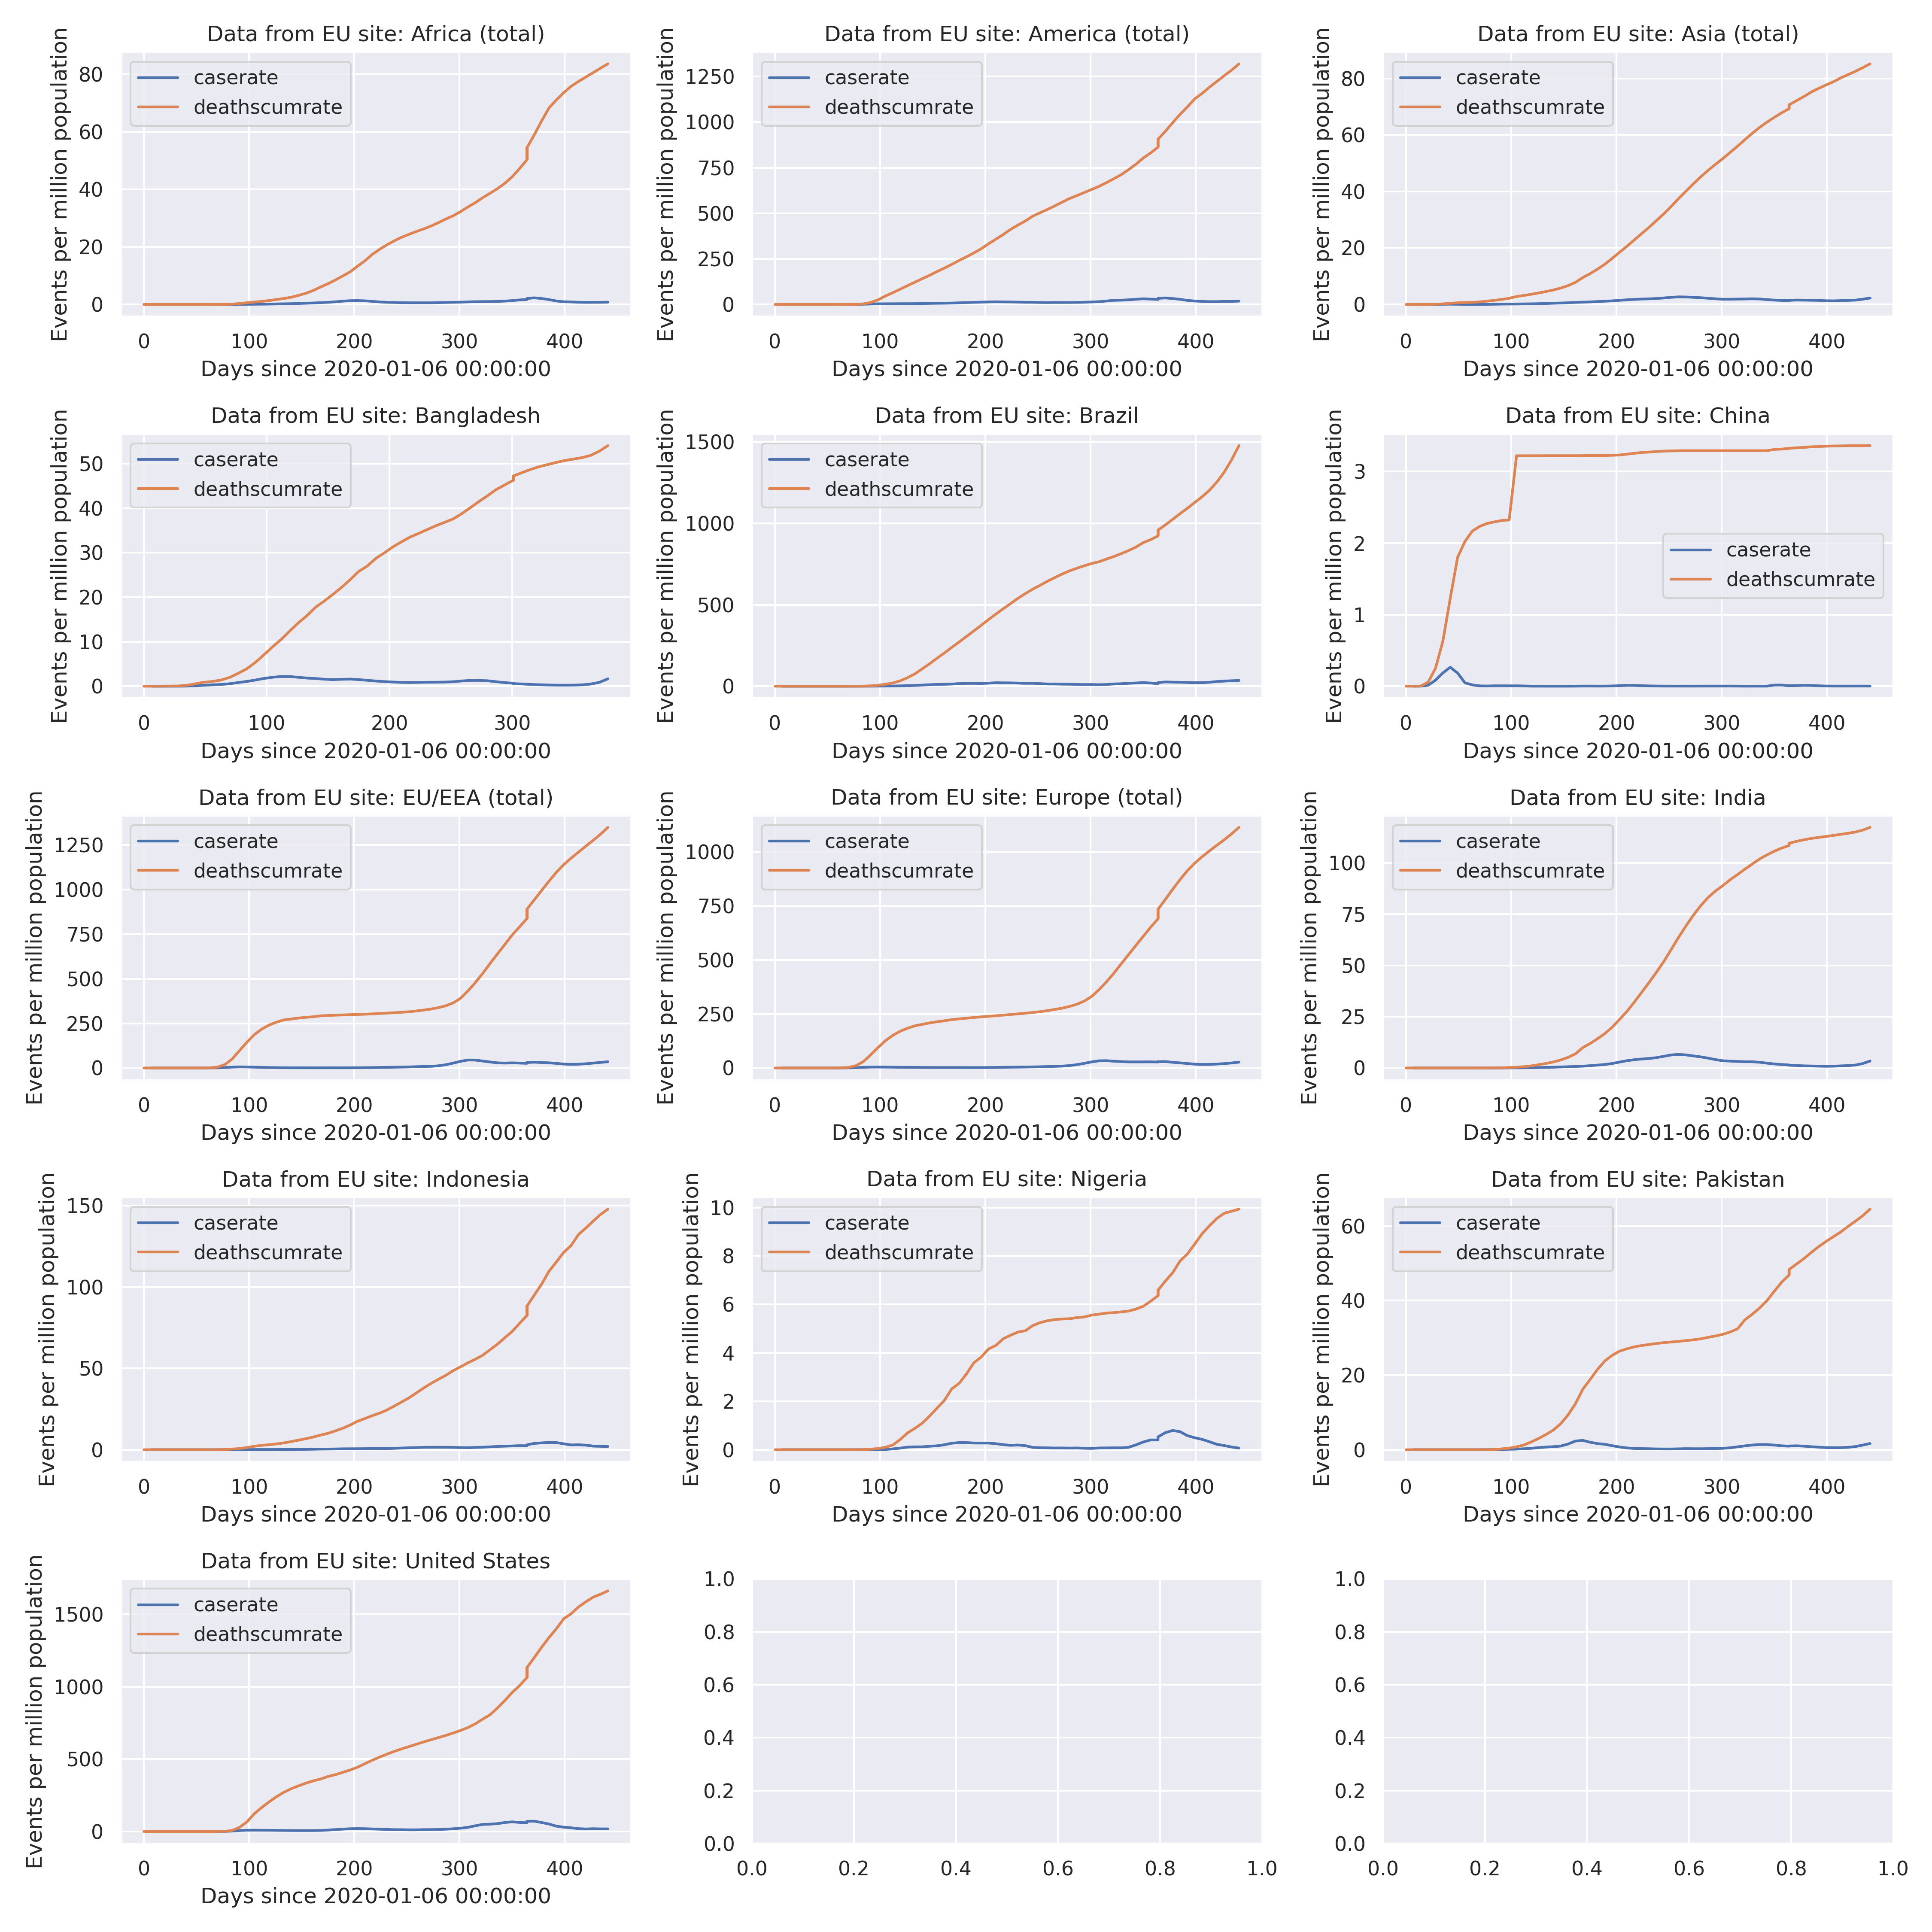 Data from EU site: Africa (total)
Events per million population
80
60
40
20
0
caserate
deathscumrate
0 100 200 300 400
Days since 2020-01-06 00:00:00
Data from EU site: America (total)
Events per million population
1250
1000
750
500
250
0
caserate
deathscumrate
0 100 200 300 400
Days since 2020-01-06 00:00:00
Data from EU site: Asia (total)
Events per million population
80
60
40
20
0
caserate
deathscumrate
0 100 200 300 400
Days since 2020-01-06 00:00:00
Data from EU site: Bangladesh
Events per million population
50
40
30
20
10
0
caserate
deathscumrate
0 100 200 300
Days since 2020-01-06 00:00:00
Data from EU site: Brazil
Events per million population
1500
1000
500
0
caserate
deathscumrate
0 100 200 300 400
Days since 2020-01-06 00:00:00
Data from EU site: China
Events per million population
3
2
1
0
caserate
deathscumrate
0 100 200 300 400
Days since 2020-01-06 00:00:00
Data from EU site: EU/EEA (total)
Events per million population
1250
1000
750
500
250
0
caserate
deathscumrate
0 100 200 300 400
Days since 2020-01-06 00:00:00
Data from EU site: Europe (total)
Events per million population
1000
750
500
250
0
caserate
deathscumrate
0 100 200 300 400
Days since 2020-01-06 00:00:00
Data from EU site: India
Events per million population
100
75
50
25
0
caserate
deathscumrate
0 100 200 300 400
Days since 2020-01-06 00:00:00
Data from EU site: Indonesia
Events per million population
150
100
50
0
caserate
deathscumrate
0 100 200 300 400
Days since 2020-01-06 00:00:00
Data from EU site: Nigeria
Events per million population
10
8
6
4
2
0
caserate
deathscumrate
0 100 200 300 400
Days since 2020-01-06 00:00:00
Data from EU site: Pakistan
Events per million population
60
40
20
0
caserate
deathscumrate
0 100 200 300 400
Days since 2020-01-06 00:00:00
Data from EU site: United States
Events per million population
1500
1000
500
0
caserate
deathscumrate
0 100 200 300 400
Days since 2020-01-06 00:00:00
1.0
0.8
0.6
0.4
0.2
0.0
0.0 0.2 0.4 0.6 0.8 1.0
1.0
0.8
0.6
0.4
0.2
0.0
0.0 0.2 0.4 0.6 0.8 1.0